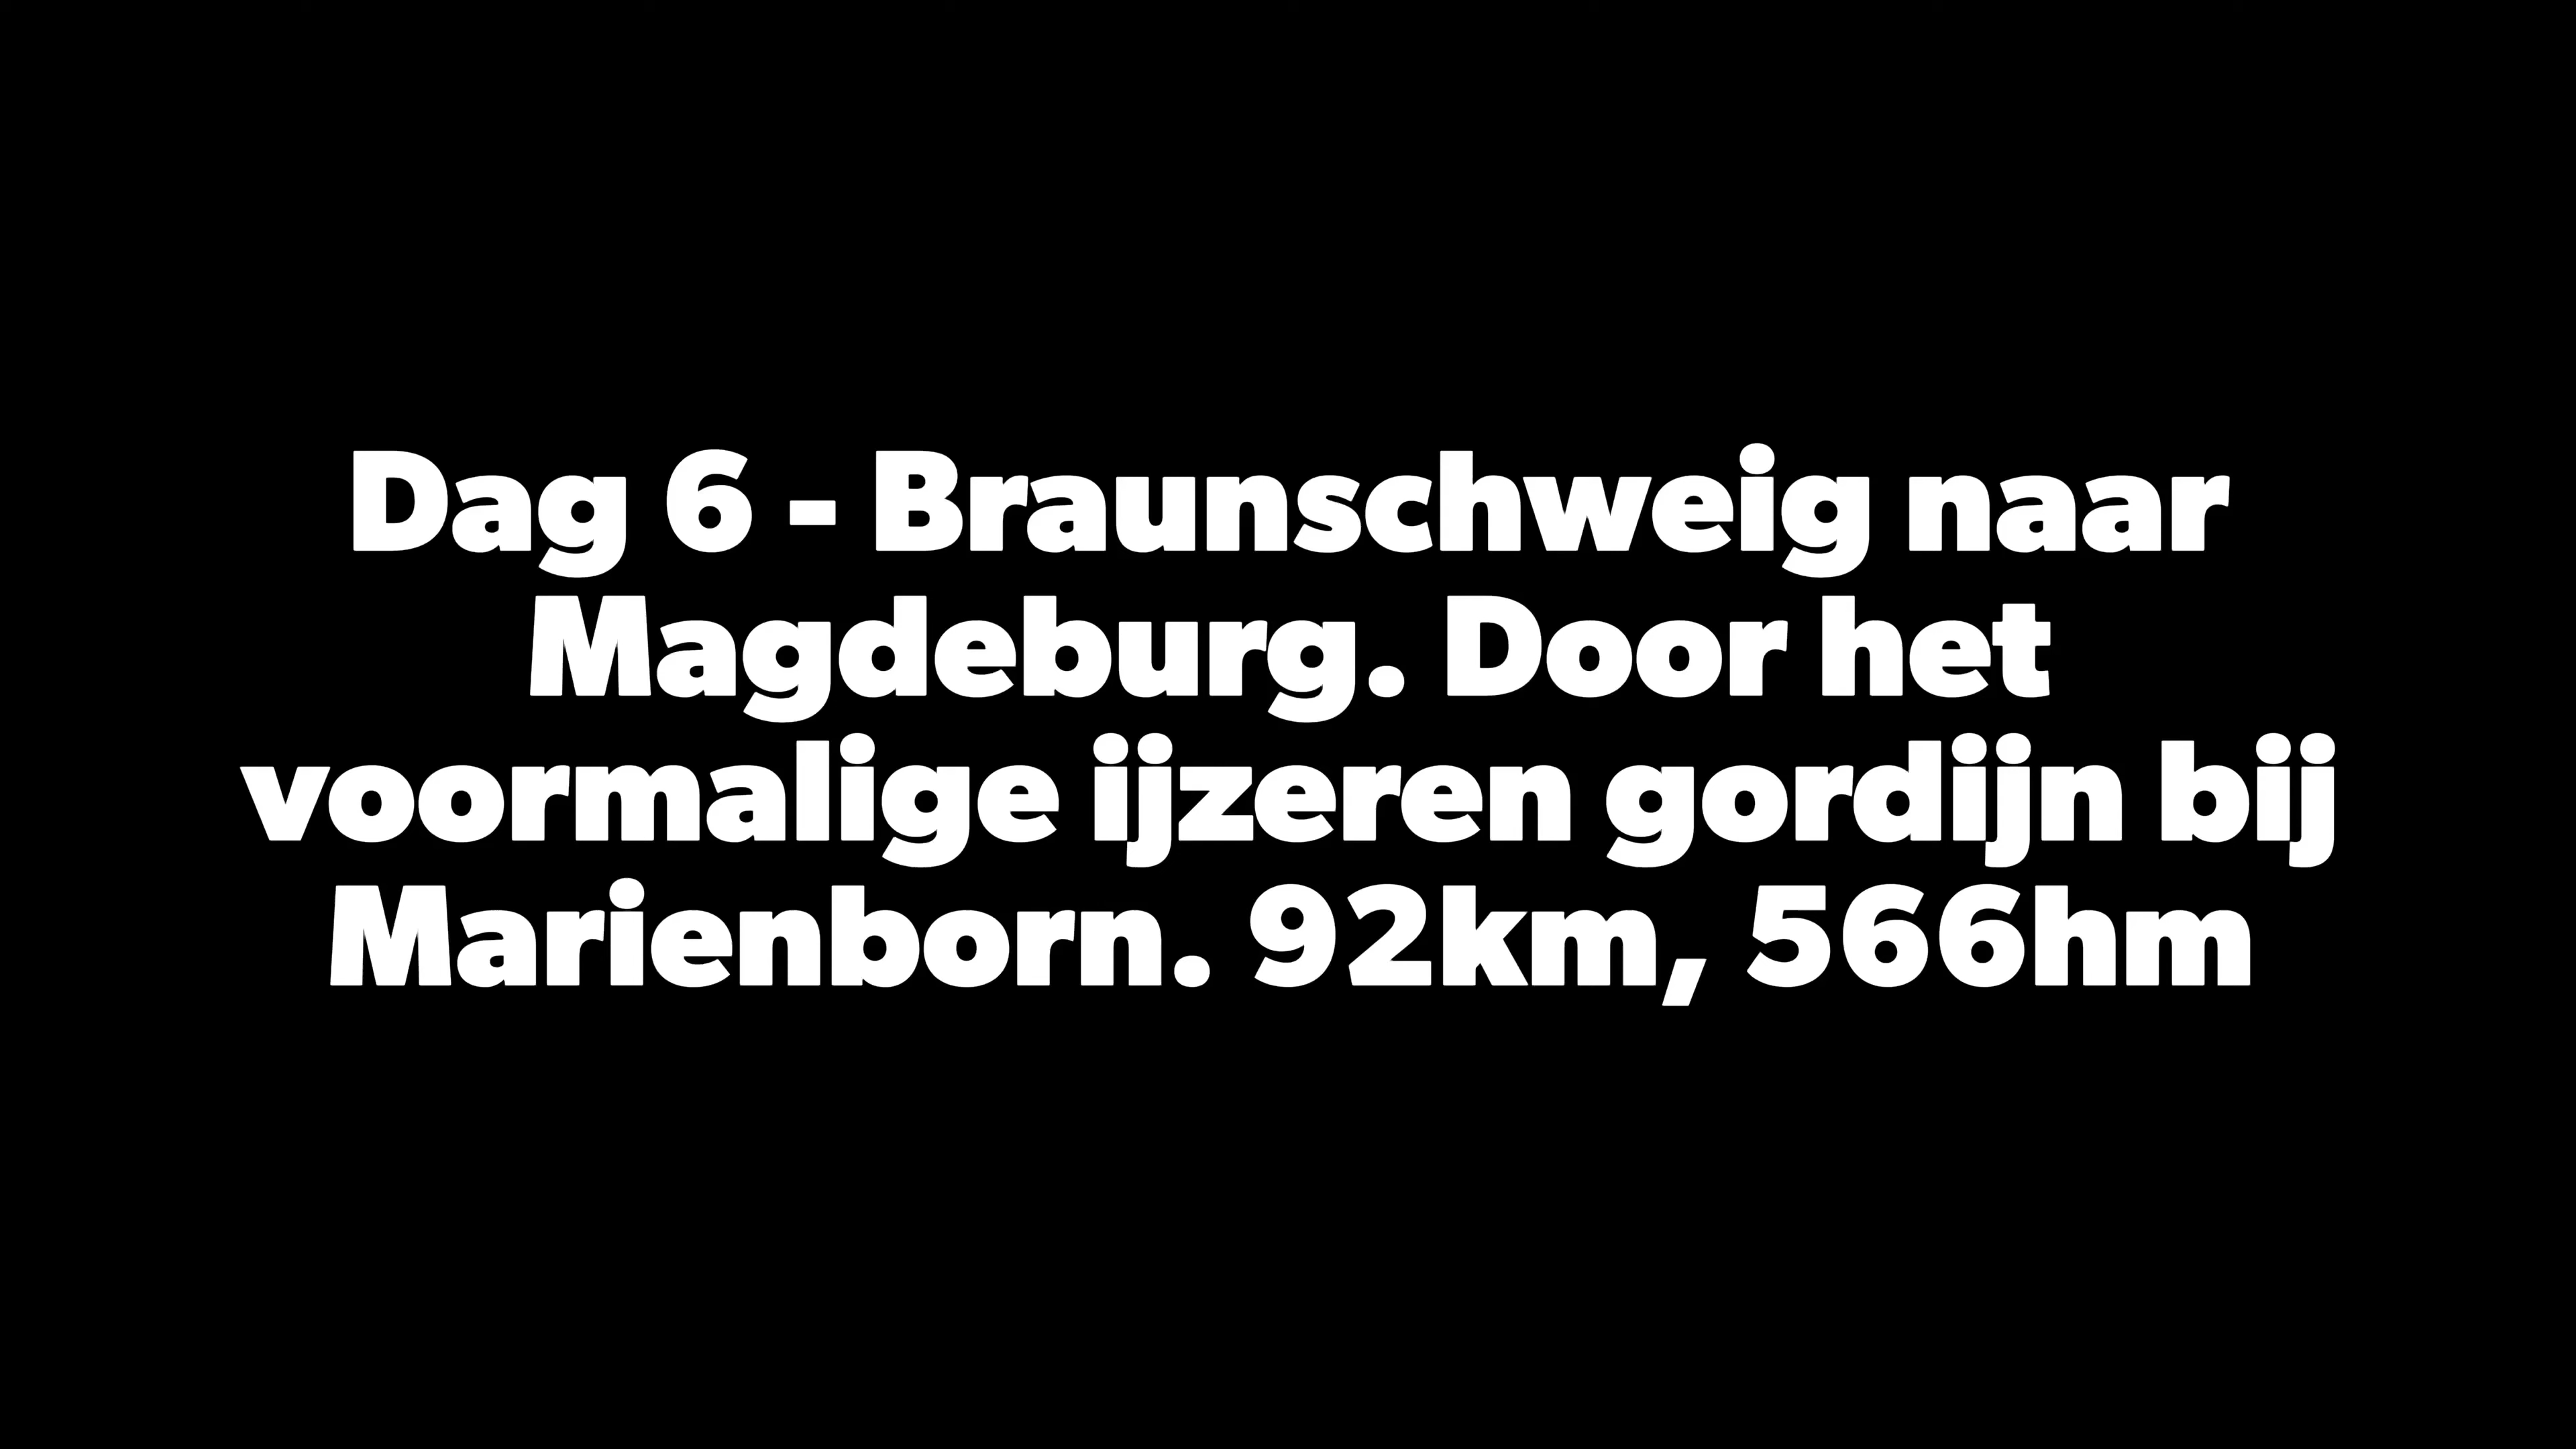 Dag 6 - Braunschweig naar
Magdeburg. Door het
voormalige ijzeren gordijn bij
Marienborn. 92km, 566hm